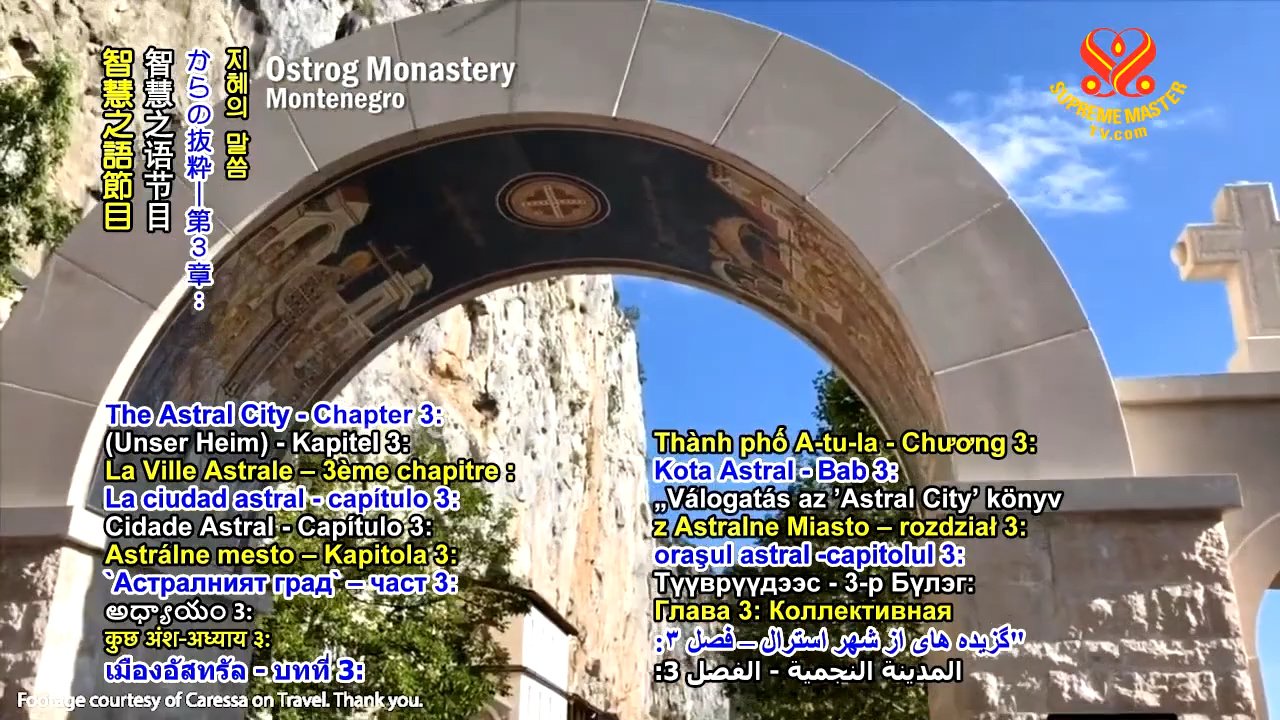 智慧之語節目
智慧之语节目
からの抜粋—第3章：
지혜의 말씀
Ostrog Monastery
Montenegro
SUPREME MASTER
TV.com
The Astral City - Chapter 3:
(Unser Heim) - Kapitel 3:
La Ville Astrale – 3ème chapitre :
La ciudad astral - capítulo 3:
Cidade Astral - Capítulo 3:
Astrálne mesto – Kapitola 3:
`Астралният град` – част 3:
అధ్యాయం 3:
कुछ अंश-अध्याय ३:
เมืองอัสทรัล - บทที่ 3:
Thành phố A-tu-la - Chương 3:
Kota Astral - Bab 3:
„Válogatás az ’Astral City’ könyv
z Astralne Miasto – rozdział 3:
oraşul astral -capitolul 3:
Түүврүүдээс - 3-р Бүлэг:
Глава 3: Коллективная
"گزیده های از شهر استرال – فصل ۳:
المدينة النجمية - الفصل 3:
Footage courtesy of Caressa on Travel. Thank you.